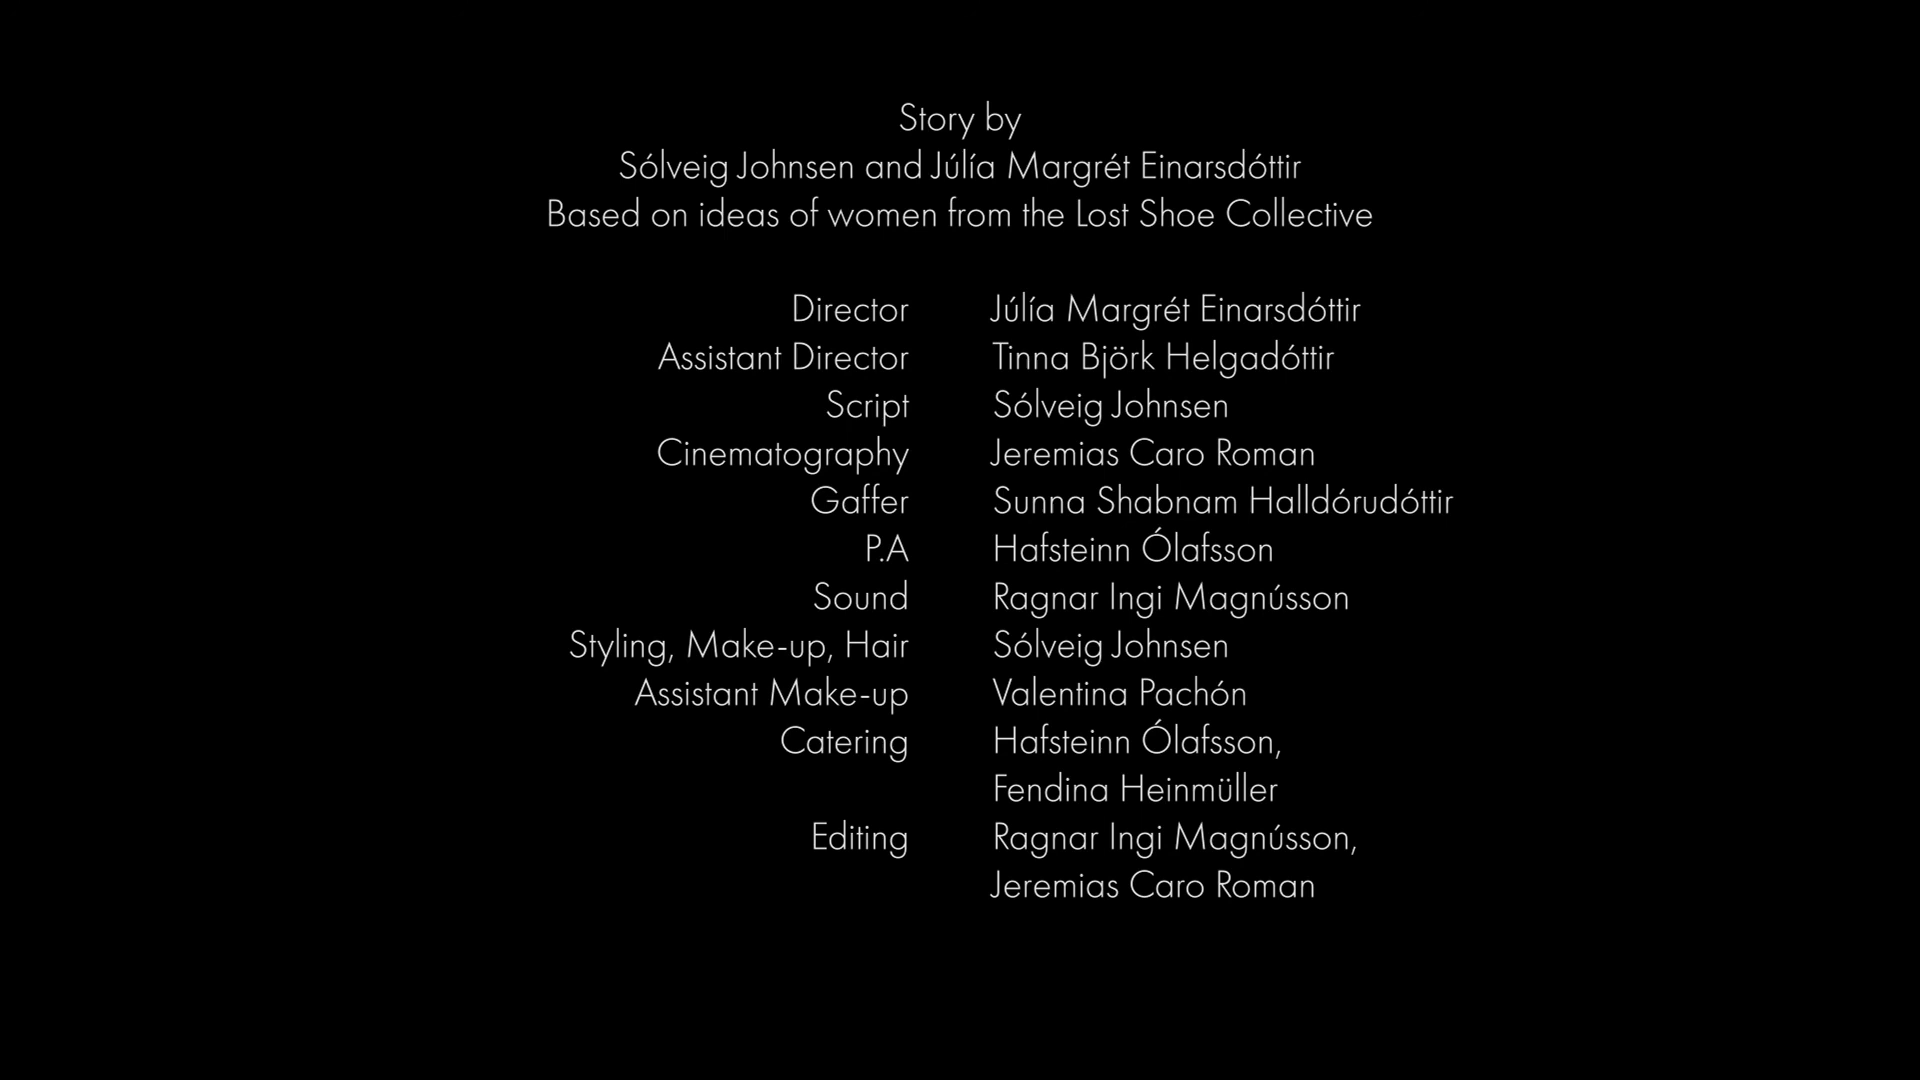 Story by
Sólveig Johnsen and Júlía Margrét Einarsdóttir
Based on ideas of women from the Lost Shoe Collective
Director Júlía Margrét Einarsdóttir
Assistant Director Tinna Björk Helgadóttir
Script Sólveig Johnsen
Cinematography Jeremias Caro Roman
Gaffer Sunna Shabnam Halldórudóttir
P.A Hafsteinn Ólafsson
Sound Ragnar Ingi Magnússon
Styling, Make-up, Hair Sólveig Johnsen
Assistant Make-up Valentina Pachón
Catering Hafsteinn Ólafsson,
Fendina Heinmüller
Editing Ragnar Ingi Magnússon,
Jeremias Caro Roman